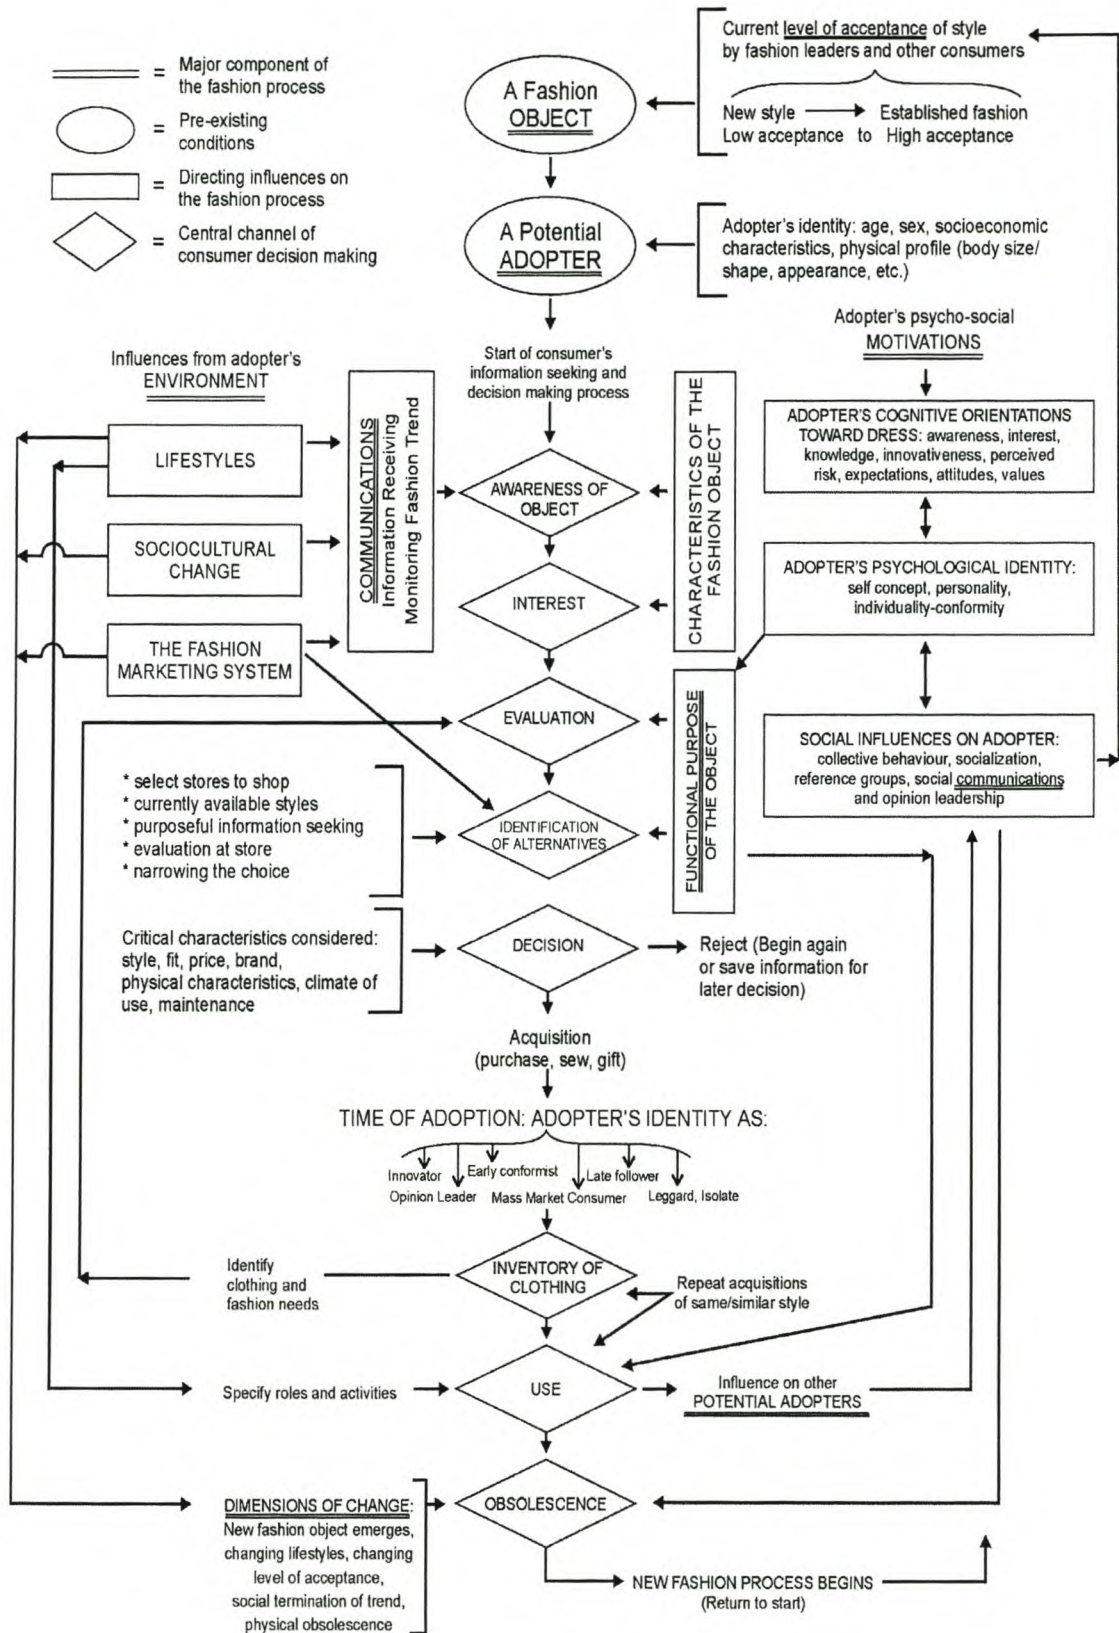 = Major component of
the fashion process
= Pre-existing
conditions
= Directing influences on
the fashion process
= Central channel of
consumer decision making
A Fashion
OBJECT
Current level of acceptance of style
by fashion leaders and other consumers
New style Established fashion
Low acceptance to High acceptance
A Potential
ADOPTER
Adopter's identity: age, sex, socioeconomic
characteristics, physical profile (body size/
shape, appearance, etc.)
Start of consumer's
information seeking and
decision making process
Influences from adopter's
ENVIRONMENT
LIFESTYLES
SOCIOCULTURAL
CHANGE
THE FASHION
MARKETING SYSTEM
COMMUNICATIONS
Information Receiving
Monitoring Fashion Trend
AWARENESS OF
OBJECT
INTEREST
EVALUATION
IDENTIFICATION
OF ALTERNATIVES
CHARACTERISTICS OF THE
FASHION OBJECT
FUNCTIONAL PURPOSE
OF THE OBJECT
Adopter's psycho-social
MOTIVATIONS
ADOPTER'S COGNITIVE ORIENTATIONS
TOWARD DRESS: awareness, interest,
knowledge, innovativeness, perceived
risk, expectations, attitudes, values
ADOPTER'S PSYCHOLOGICAL IDENTITY:
self concept, personality,
individuality-conformity
SOCIAL INFLUENCES ON ADOPTER:
collective behaviour, socialization,
reference groups, social communications
and opinion leadership
* select stores to shop
* currently available styles
* purposeful information seeking
* evaluation at store
* narrowing the choice
Critical characteristics considered:
style, fit, price, brand,
physical characteristics, climate of
use, maintenance
DECISION
Reject (Begin again
or save information for
later decision)
Acquisition
(purchase, sew, gift)
TIME OF ADOPTION: ADOPTER'S IDENTITY AS:
Innovator Early conformist Late follower
Opinion Leader Mass Market Consumer Leggard, Isolate
Identify
clothing and
fashion needs
INVENTORY OF
CLOTHING
Repeat acquisitions
of same/similar style
Specify roles and activities
USE
Influence on other
POTENTIAL ADOPTERS
DIMENSIONS OF CHANGE:
New fashion object emerges,
changing lifestyles, changing
level of acceptance,
social termination of trend,
physical obsolescence
OBSOLESCENCE
NEW FASHION PROCESS BEGINS
(Return to start)